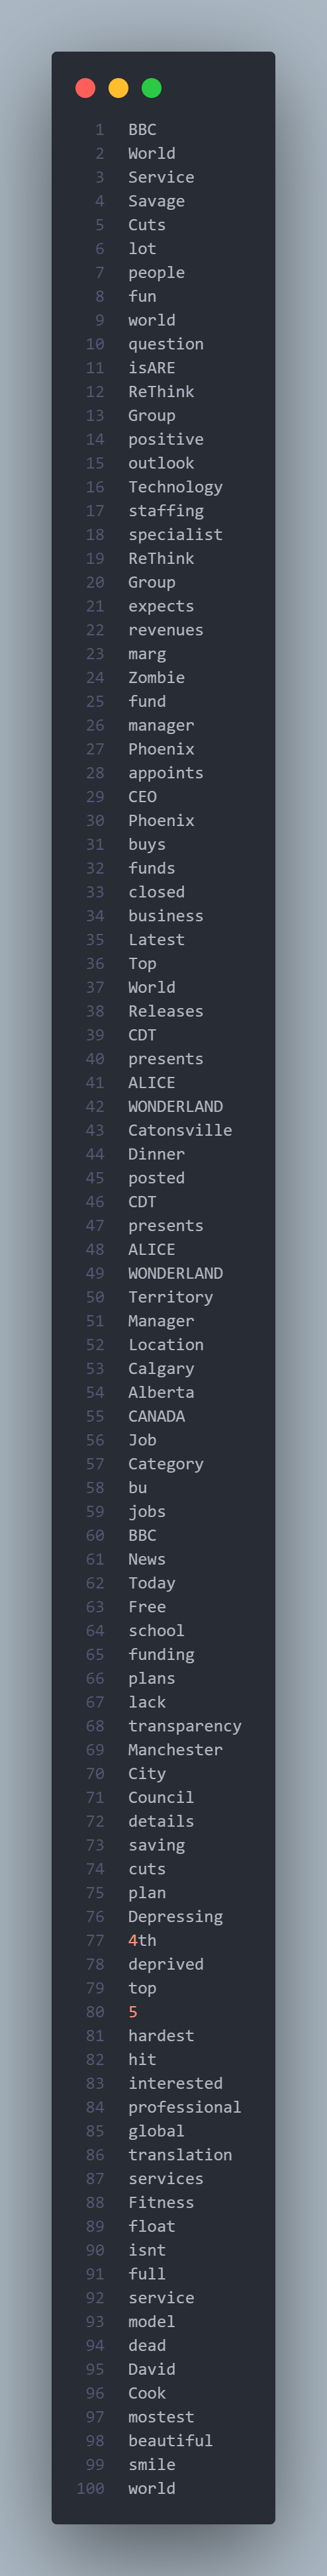 1 BBC
2 World
3 Service
4 Savage
5 Cuts
6 lot
7 people
8 fun
9 world
10 question
11 isARE
12 ReThink
13 Group
14 positive
15 outlook
16 Technology
17 staffing
18 specialist
19 ReThink
20 Group
21 expects
22 revenues
23 marg
24 Zombie
25 fund
26 manager
27 Phoenix
28 appoints
29 CEO
30 Phoenix
31 buys
32 funds
33 closed
34 business
35 Latest
36 Top
37 World
38 Releases
39 CDT
40 presents
41 ALICE
42 WONDERLAND
43 Catonsville
44 Dinner
45 posted
46 CDT
47 presents
48 ALICE
49 WONDERLAND
50 Territory
51 Manager
52 Location
53 Calgary
54 Alberta
55 CANADA
56 Job
57 Category
58 bu
59 jobs
60 BBC
61 News
62 Today
63 Free
64 school
65 funding
66 plans
67 lack
68 transparency
69 Manchester
70 City
71 Council
72 details
73 saving
74 cuts
75 plan
76 Depressing
77 4th
78 deprived
79 top
80 5
81 hardest
82 hit
83 interested
84 professional
85 global
86 translation
87 services
88 Fitness
89 float
90 isnt
91 full
92 service
93 model
94 dead
95 David
96 Cook
97 mostest
98 beautiful
99 smile
100 world